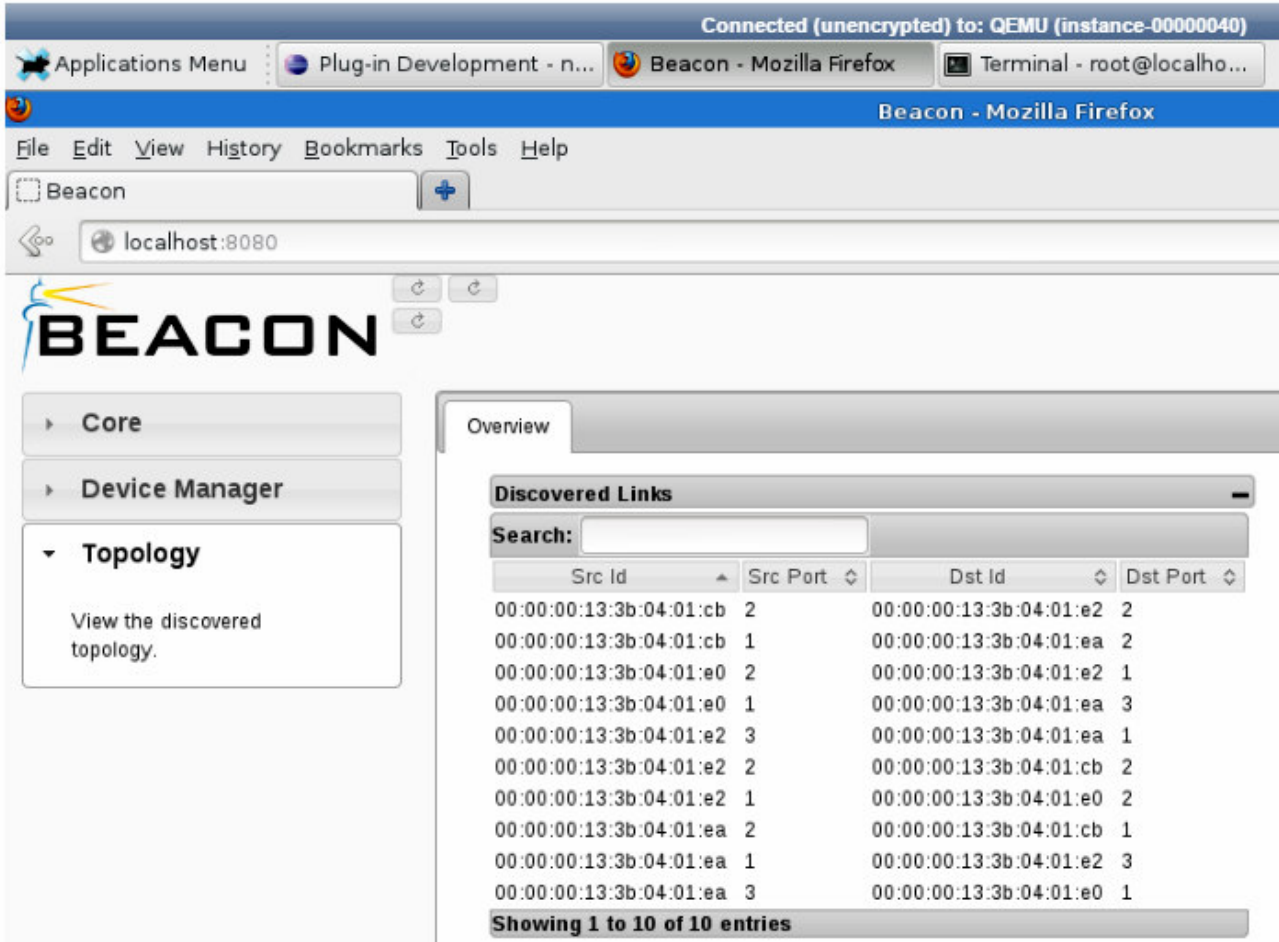 Connected (unencrypted) to: QEMU (instance-00000040)
Applications Menu Plug-in Development - n... Beacon - Mozilla Firefox Terminal - root@localho...
Beacon - Mozilla Firefox
File Edit View History Bookmarks Tools Help
Beacon
localhost:8080
BEACON
Core
Device Manager
Topology
View the discovered
topology.
Overview
Discovered Links
Search:
Src Id Src Port Dst Id Dst Port
00:00:00:13:3b:04:01:cb 2 00:00:00:13:3b:04:01:e2 2
00:00:00:13:3b:04:01:cb 1 00:00:00:13:3b:04:01:ea 2
00:00:00:13:3b:04:01:e0 2 00:00:00:13:3b:04:01:e2 1
00:00:00:13:3b:04:01:e0 1 00:00:00:13:3b:04:01:ea 3
00:00:00:13:3b:04:01:e2 3 00:00:00:13:3b:04:01:ea 1
00:00:00:13:3b:04:01:e2 2 00:00:00:13:3b:04:01:cb 2
00:00:00:13:3b:04:01:e2 1 00:00:00:13:3b:04:01:e0 2
00:00:00:13:3b:04:01:ea 2 00:00:00:13:3b:04:01:cb 1
00:00:00:13:3b:04:01:ea 1 00:00:00:13:3b:04:01:e2 3
00:00:00:13:3b:04:01:ea 3 00:00:00:13:3b:04:01:e0 1
Showing 1 to 10 of 10 entries